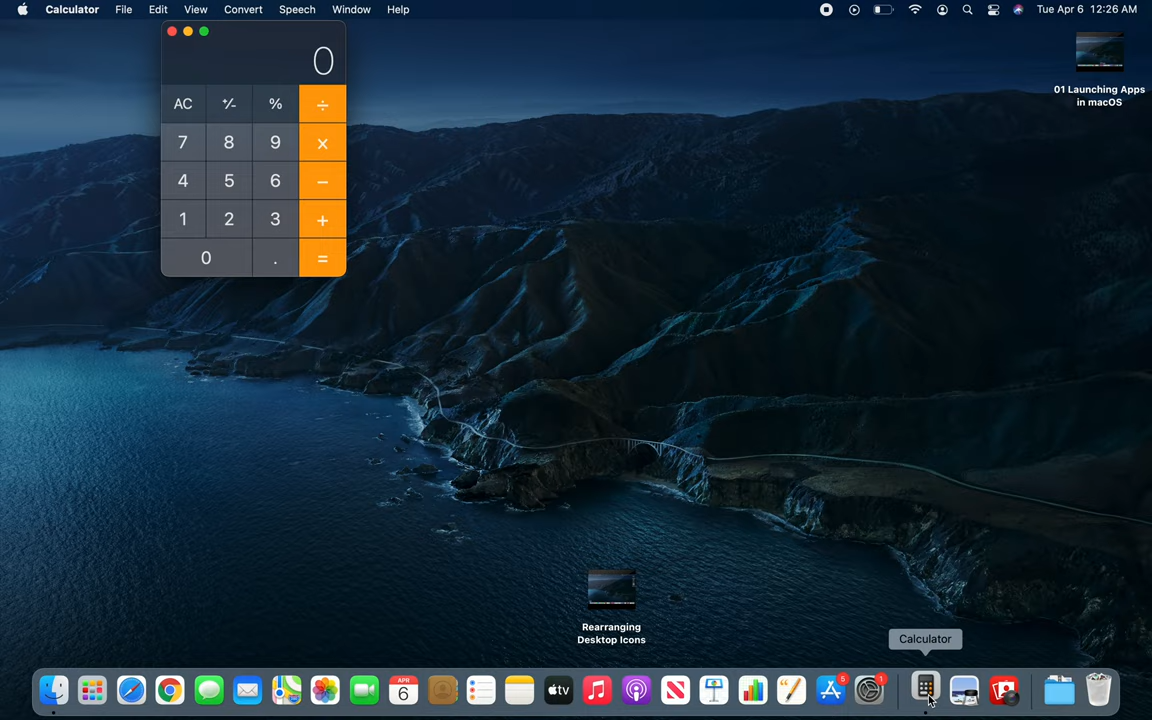 Calculator File Edit View Convert Speech Window Help Tue Apr 6 12:26 AM
0
AC +/- % ÷
7 8 9 ×
4 5 6 −
1 2 3 +
0 . =
01 Launching Apps
in macOS
Rearranging
Desktop Icons
Calculator
APR
6
tv
5
1